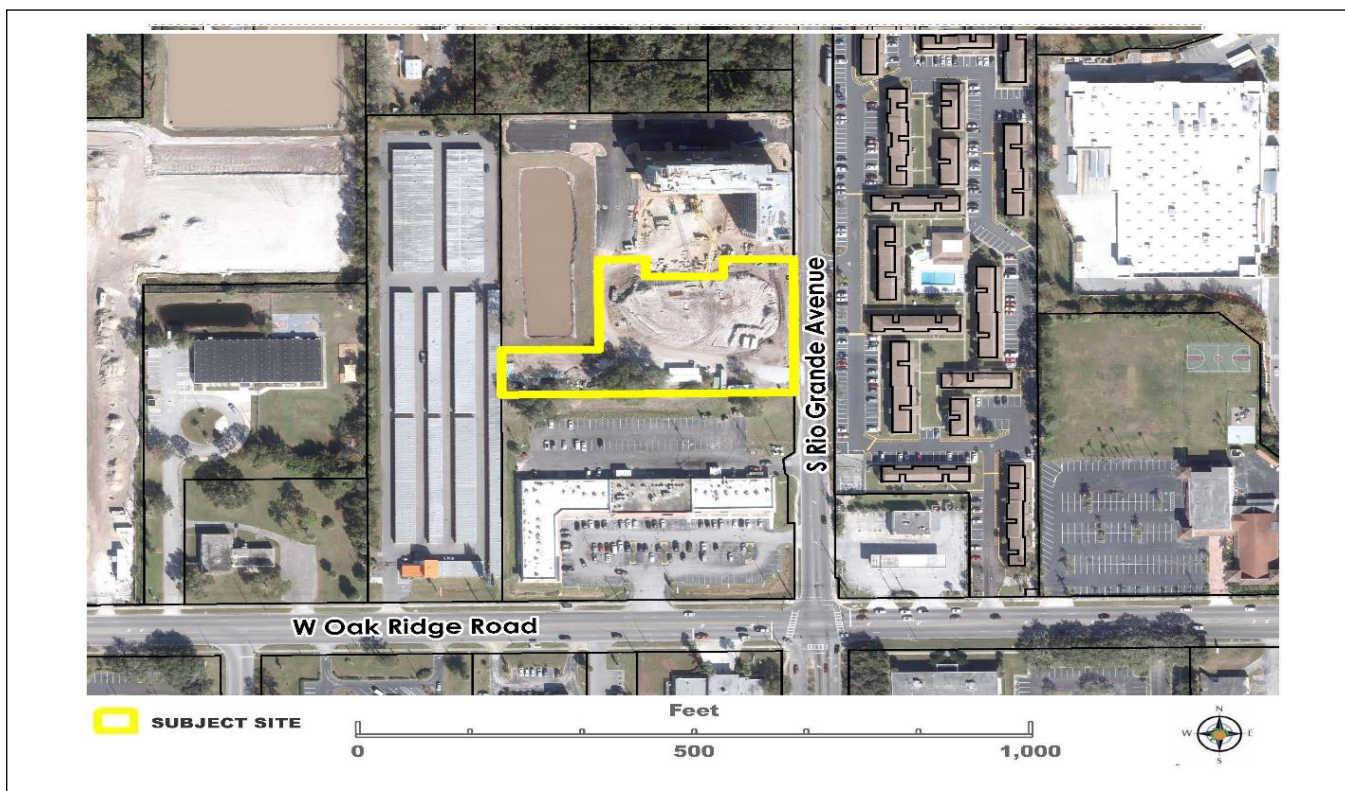 S Rio Grande Avenue
W Oak Ridge Road
SUBJECT SITE
Feet
0 500 1,000
N
W E
S